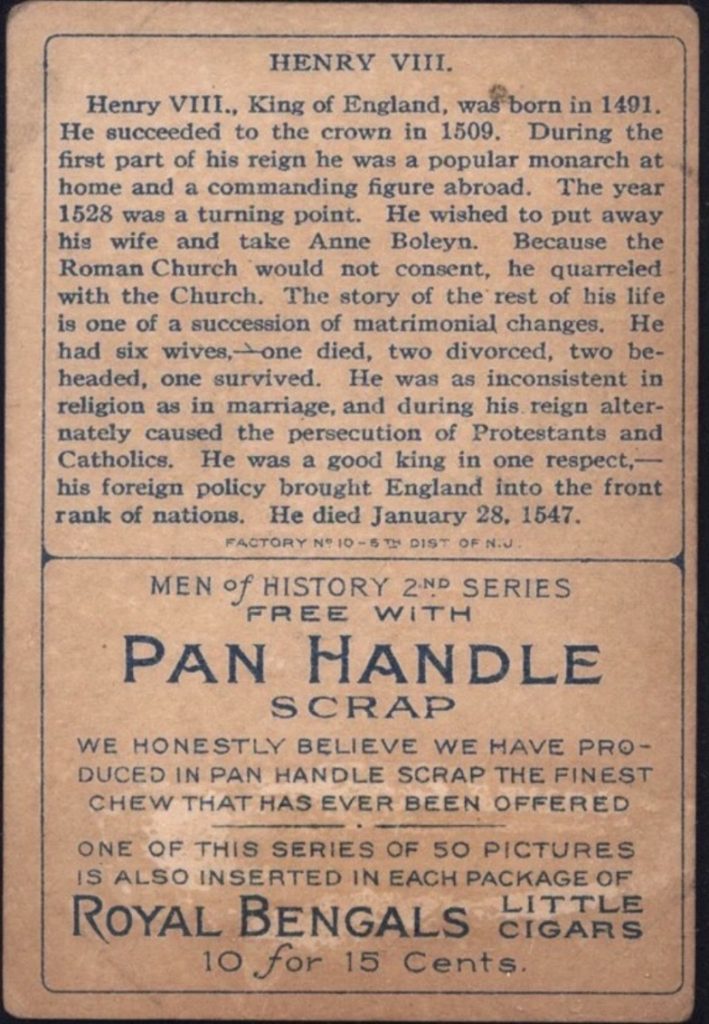 HENRY VIII.
Henry VIII., King of England, was born in 1491.
He succeeded to the crown in 1509. During the
first part of his reign he was a popular monarch at
home and a commanding figure abroad. The year
1528 was a turning point. He wished to put away
his wife and take Anne Boleyn. Because the
Roman Church would not consent, he quarreled
with the Church. The story of the rest of his life
is one of a succession of matrimonial changes. He
had six wives,—one died, two divorced, two be-
headed, one survived. He was as inconsistent in
religion as in marriage, and during his reign alter-
nately caused the persecution of Protestants and
Catholics. He was a good king in one respect,—
his foreign policy brought England into the front
rank of nations. He died January 28, 1547.
FACTORY Nº 10 - 5TH DIST OF N.J.
MEN of HISTORY 2ND SERIES
FREE WITH
PAN HANDLE
SCRAP
WE HONESTLY BELIEVE WE HAVE PRO-
DUCED IN PAN HANDLE SCRAP THE FINEST
CHEW THAT HAS EVER BEEN OFFERED
ONE OF THIS SERIES OF 50 PICTURES
IS ALSO INSERTED IN EACH PACKAGE OF
ROYAL BENGALS LITTLE CIGARS
10 for 15 Cents.